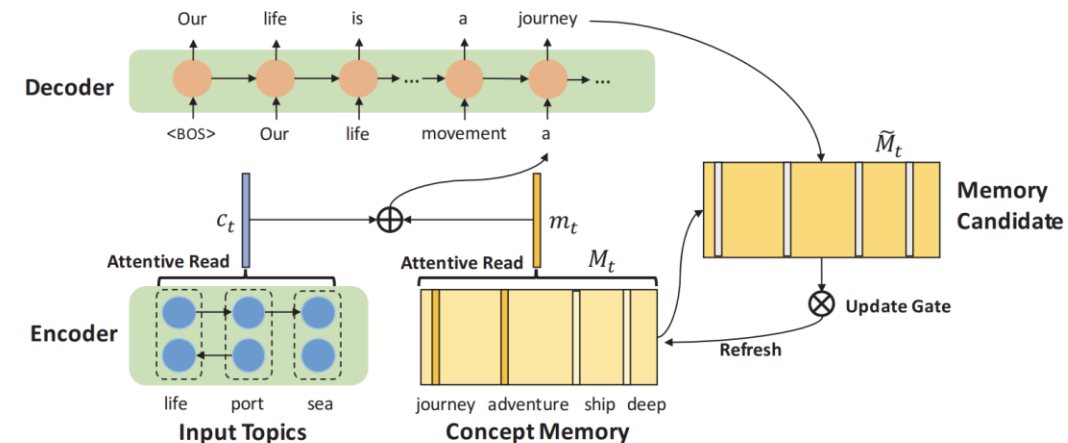 Our life is a journey
Decoder ... ...
<BOS> Our life movement a
M̃t
Memory
Candidate
ct mt
Attentive Read Attentive Read Mt
Encoder
Update Gate
Refresh
life port sea journey adventure ship deep
Input Topics Concept Memory